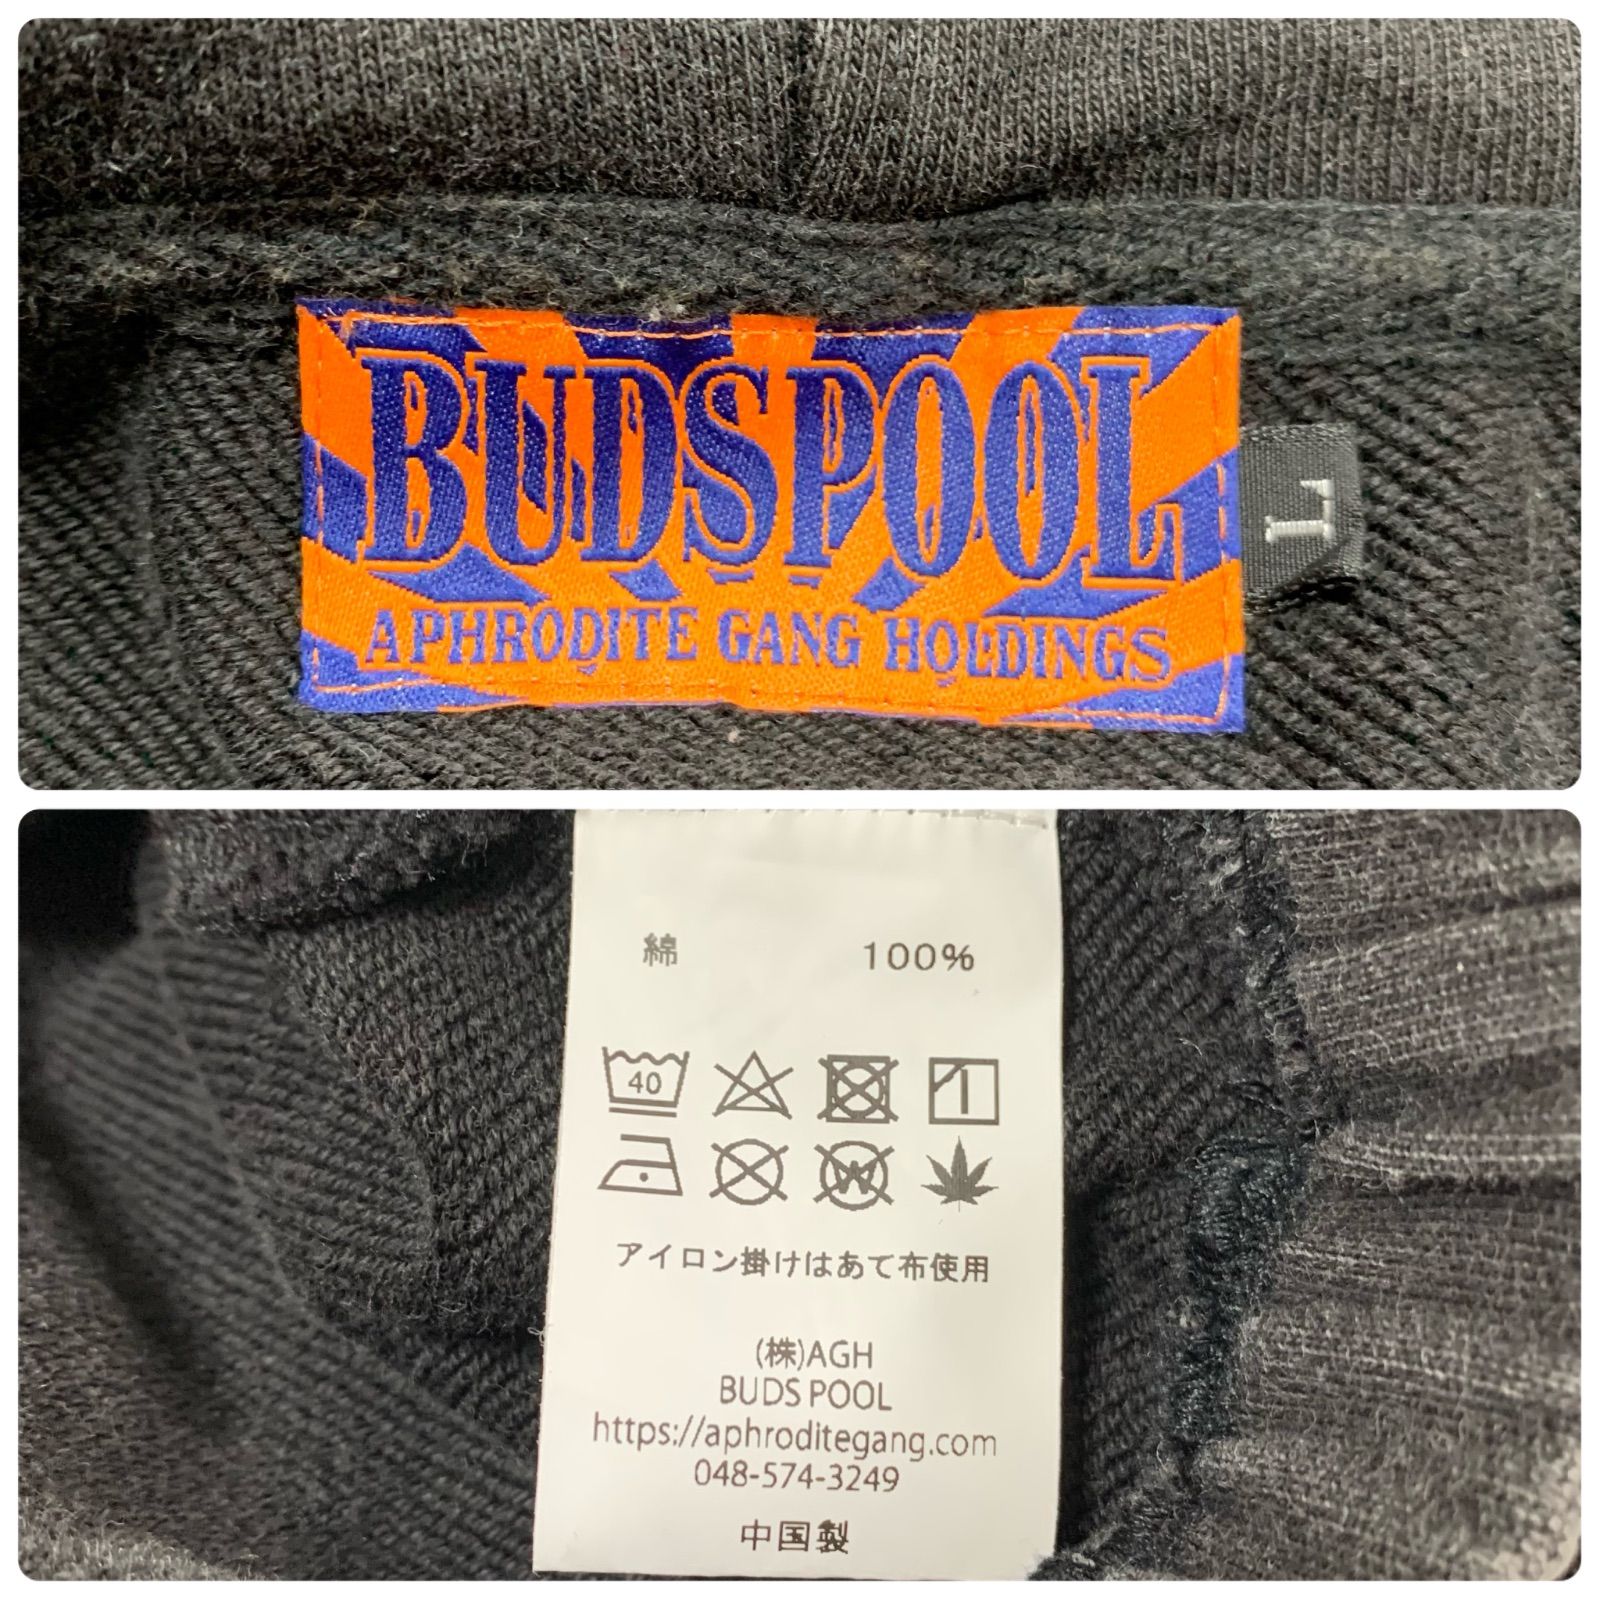 BUDSPOOL
APHRODITE GANG HOLDINGS
L
綿 100%
40
W
アイロン掛けはあて布使用
(株)AGH
BUDS POOL
https://aphroditegang.com
048-574-3249
中国製